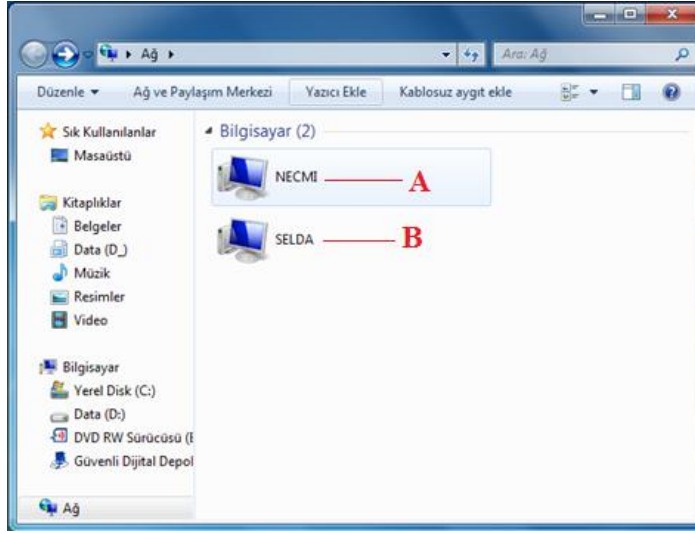 Ağ
Ara: Ağ
Düzenle
Ağ ve Paylaşım Merkezi
Yazıcı Ekle
Kablosuz aygıt ekle
Sık Kullanılanlar
Masaüstü
Kitaplıklar
Belgeler
Data (D_)
Müzik
Resimler
Video
Bilgisayar
Yerel Disk (C:)
Data (D:)
DVD RW Sürücüsü (E
Güvenli Dijital Depol
Ağ
Bilgisayar (2)
NECMI A
SELDA B